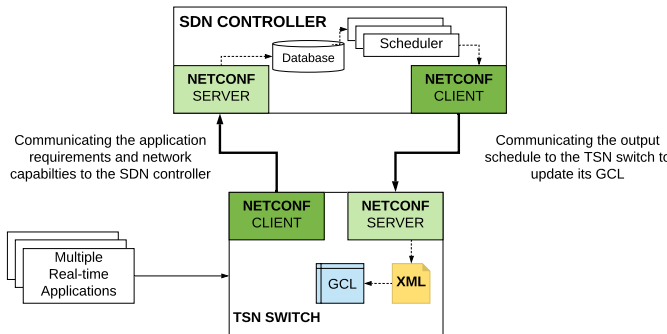 SDN CONTROLLER
Database
Scheduler
NETCONF
SERVER
NETCONF
CLIENT
Communicating the application
requirements and network
capabilties to the SDN controller
Communicating the output
schedule to the TSN switch to
update its GCL
NETCONF
CLIENT
NETCONF
SERVER
Multiple
Real-time
Applications
GCL
XML
TSN SWITCH